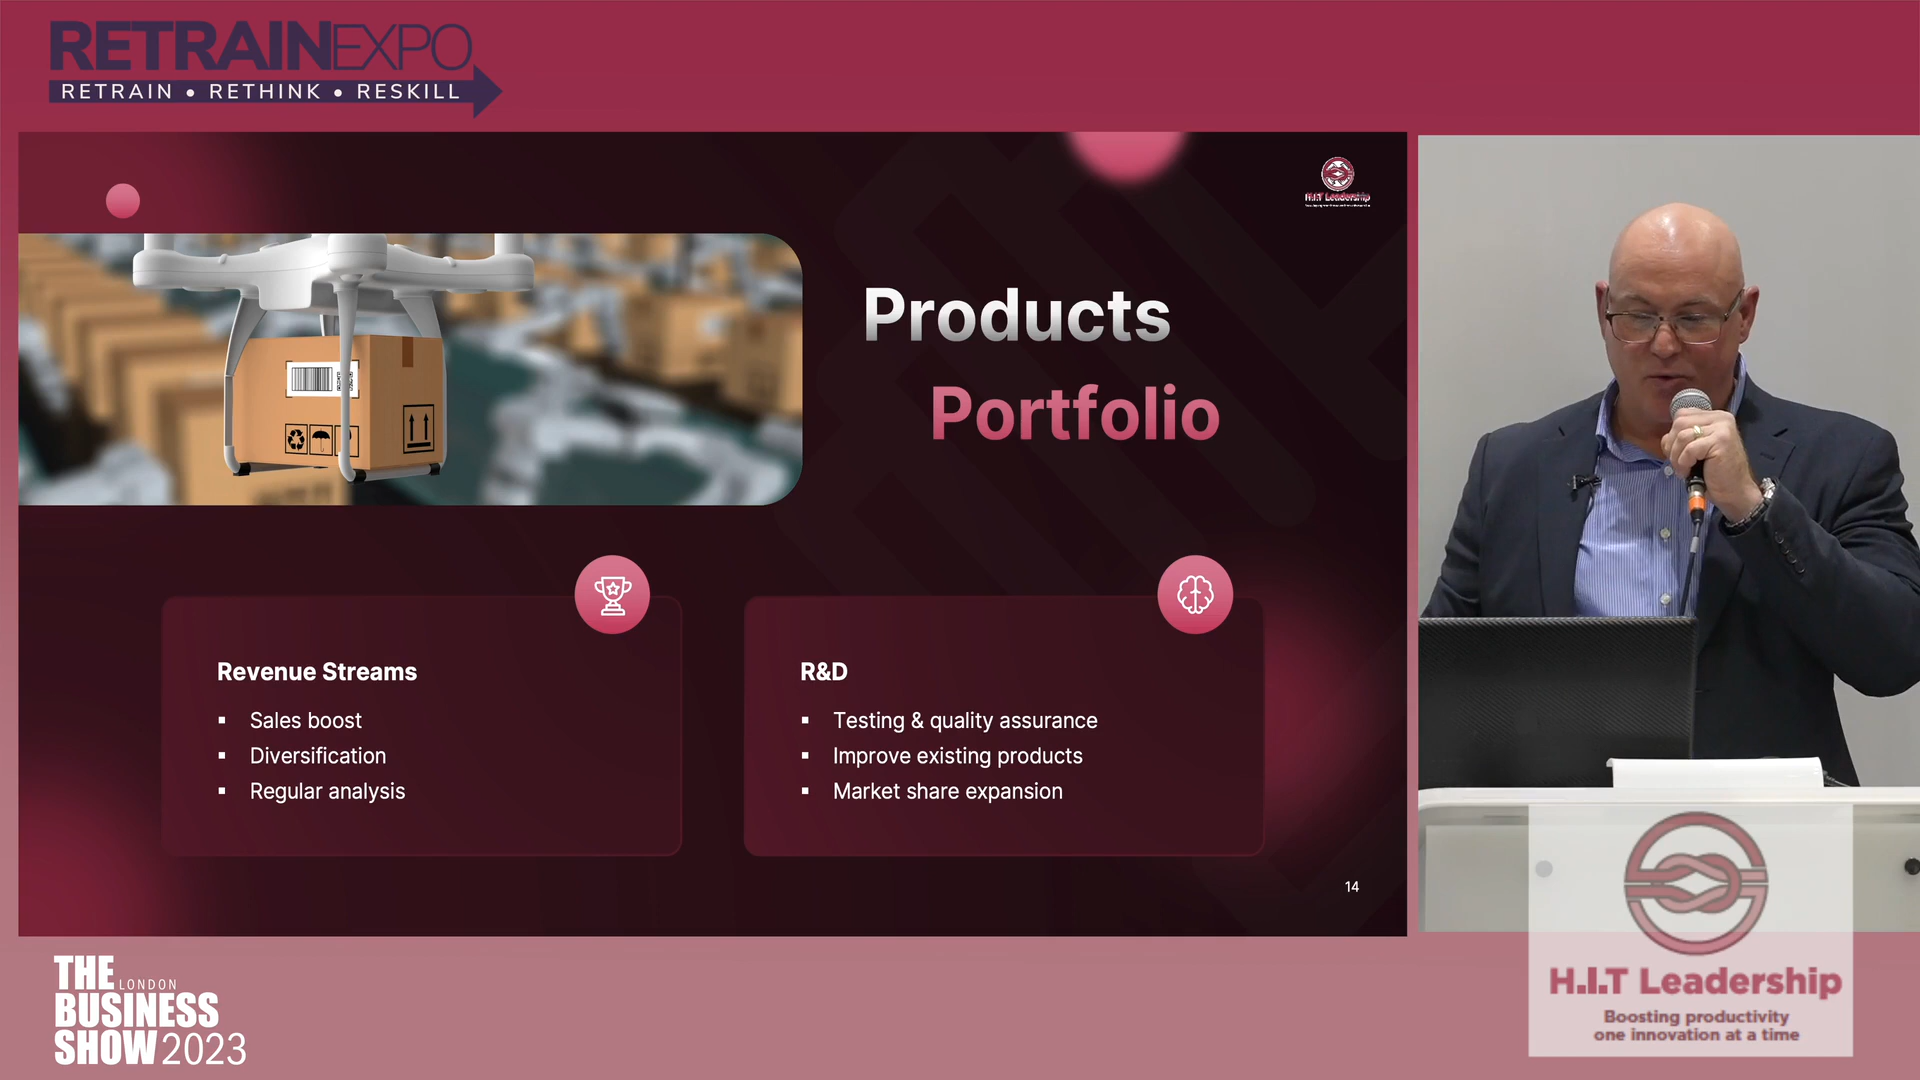 RETRAINEXPO
RETRAIN • RETHINK • RESKILL
H.I.T Leadership
Products
Portfolio
Revenue Streams
▪ Sales boost
▪ Diversification
▪ Regular analysis
R&D
▪ Testing & quality assurance
▪ Improve existing products
▪ Market share expansion
14
THE
LONDON
BUSINESS
SHOW 2023
H.I.T Leadership
Boosting productivity
one innovation at a time